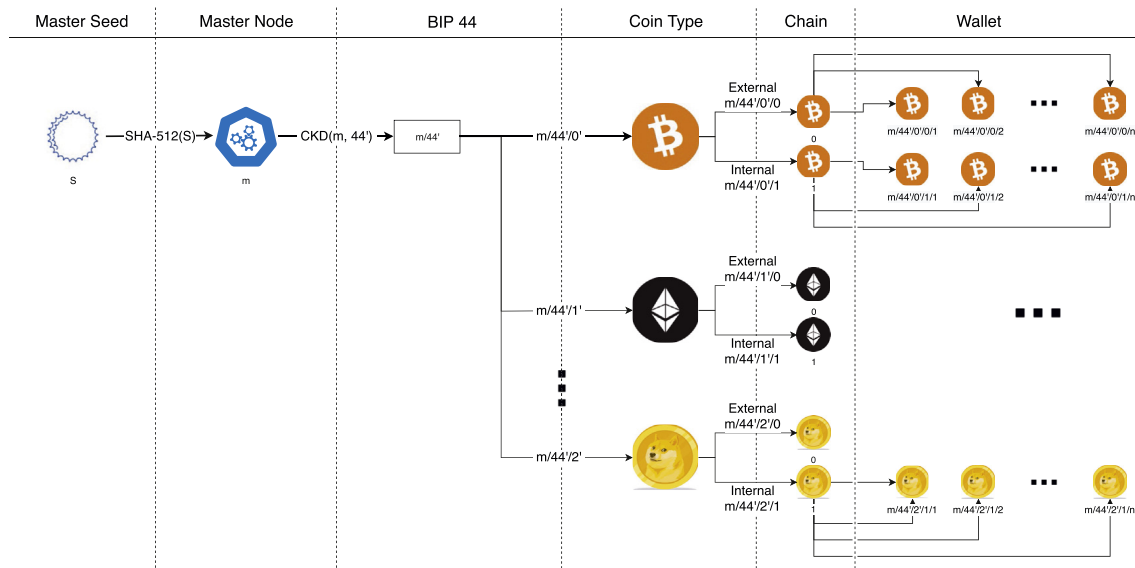 Master Seed
Master Node
BIP 44
Coin Type
Chain
Wallet
S
SHA-512(S)
m
CKD(m, 44')
m/44'
m/44'/0'
External
m/44'/0'/0
0
m/44'/0'/0/1
m/44'/0'/0/2
m/44'/0'/0/n
Internal
m/44'/0'/1
1
m/44'/0'/1/1
m/44'/0'/1/2
m/44'/0'/1/n
m/44'/1'
External
m/44'/1'/0
0
Internal
m/44'/1'/1
1
m/44'/2'
External
m/44'/2'/0
0
Internal
m/44'/2'/1
1
m/44'/2'/1/1
m/44'/2'/1/2
m/44'/2'/1/n